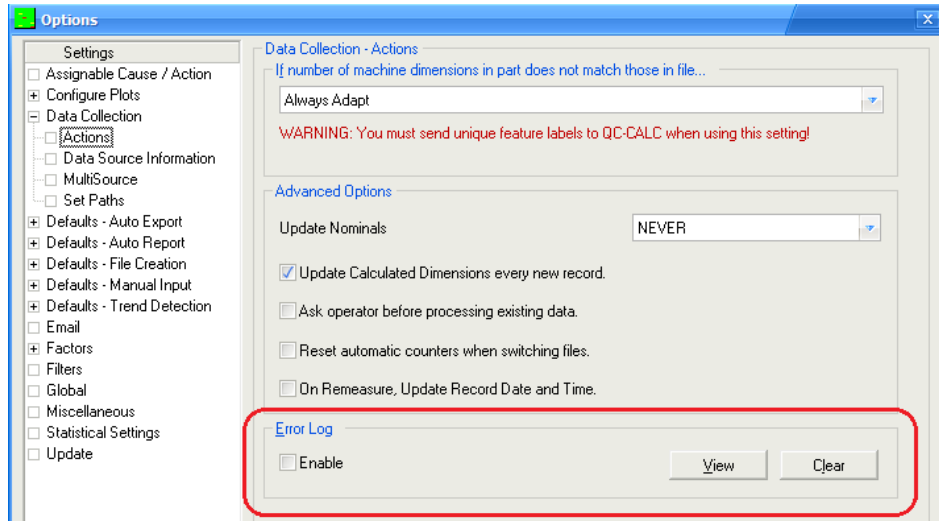 Options
Settings
Assignable Cause / Action
Configure Plots
Data Collection
Actions
Data Source Information
MultiSource
Set Paths
Defaults - Auto Export
Defaults - Auto Report
Defaults - File Creation
Defaults - Manual Input
Defaults - Trend Detection
Email
Factors
Filters
Global
Miscellaneous
Statistical Settings
Update
Data Collection - Actions
If number of machine dimensions in part does not match those in file...
Always Adapt
WARNING: You must send unique feature labels to QC-CALC when using this setting!
Advanced Options
Update Nominals
NEVER
Update Calculated Dimensions every new record.
Ask operator before processing existing data.
Reset automatic counters when switching files.
On Remeasure, Update Record Date and Time.
Error Log
Enable
View
Clear